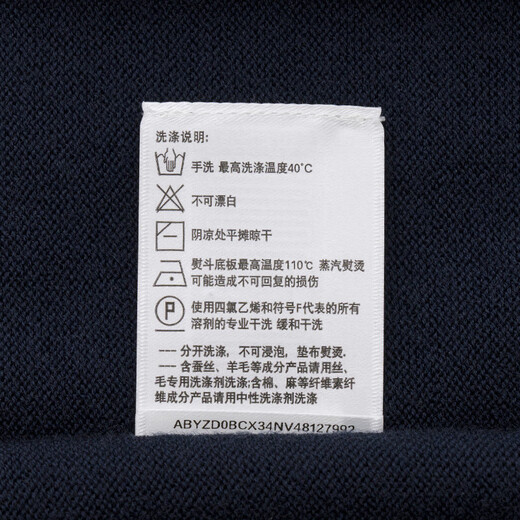 洗涤说明:
手洗 最高洗涤温度40℃
不可漂白
阴凉处平摊晾干
熨斗底板最高温度110℃ 蒸汽熨烫
可能造成不可回复的损伤
P
使用四氯乙烯和符号F代表的所有
溶剂的专业干洗 缓和干洗
--- 分开洗涤，不可浸泡，垫布熨烫.
--- 含蚕丝、羊毛等成分产品请用丝、
毛专用洗涤剂洗涤;含棉、麻等纤维素纤
维成分产品请用中性洗涤剂洗涤
ABYZD0BCX34NV48127992